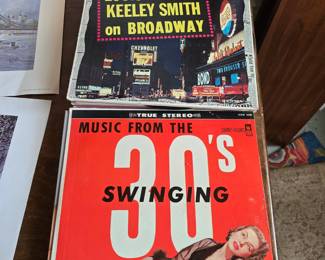 KEELEY SMITH
on BROADWAY
CHEVROLET
BOND
TRUE STEREO
MUSIC FROM THE
30's
SWINGING